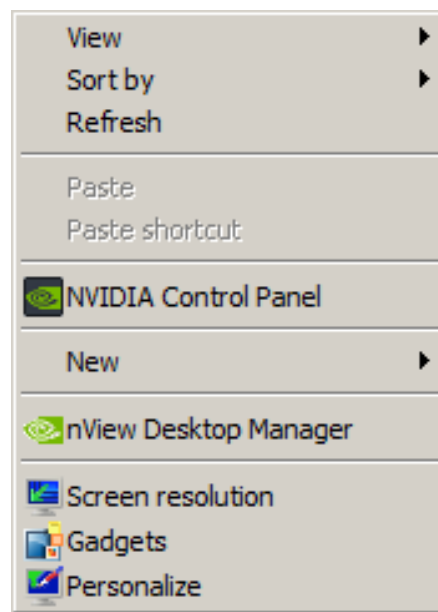 View
Sort by
Refresh
Paste
Paste shortcut
NVIDIA Control Panel
New
nView Desktop Manager
Screen resolution
Gadgets
Personalize